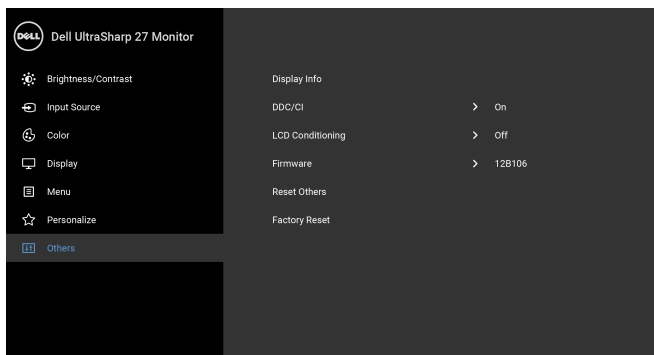 DELL Dell UltraSharp 27 Monitor
Brightness/Contrast Display Info
Input Source DDC/CI On
Color LCD Conditioning Off
Display Firmware 12B106
Menu Reset Others
Personalize Factory Reset
Others